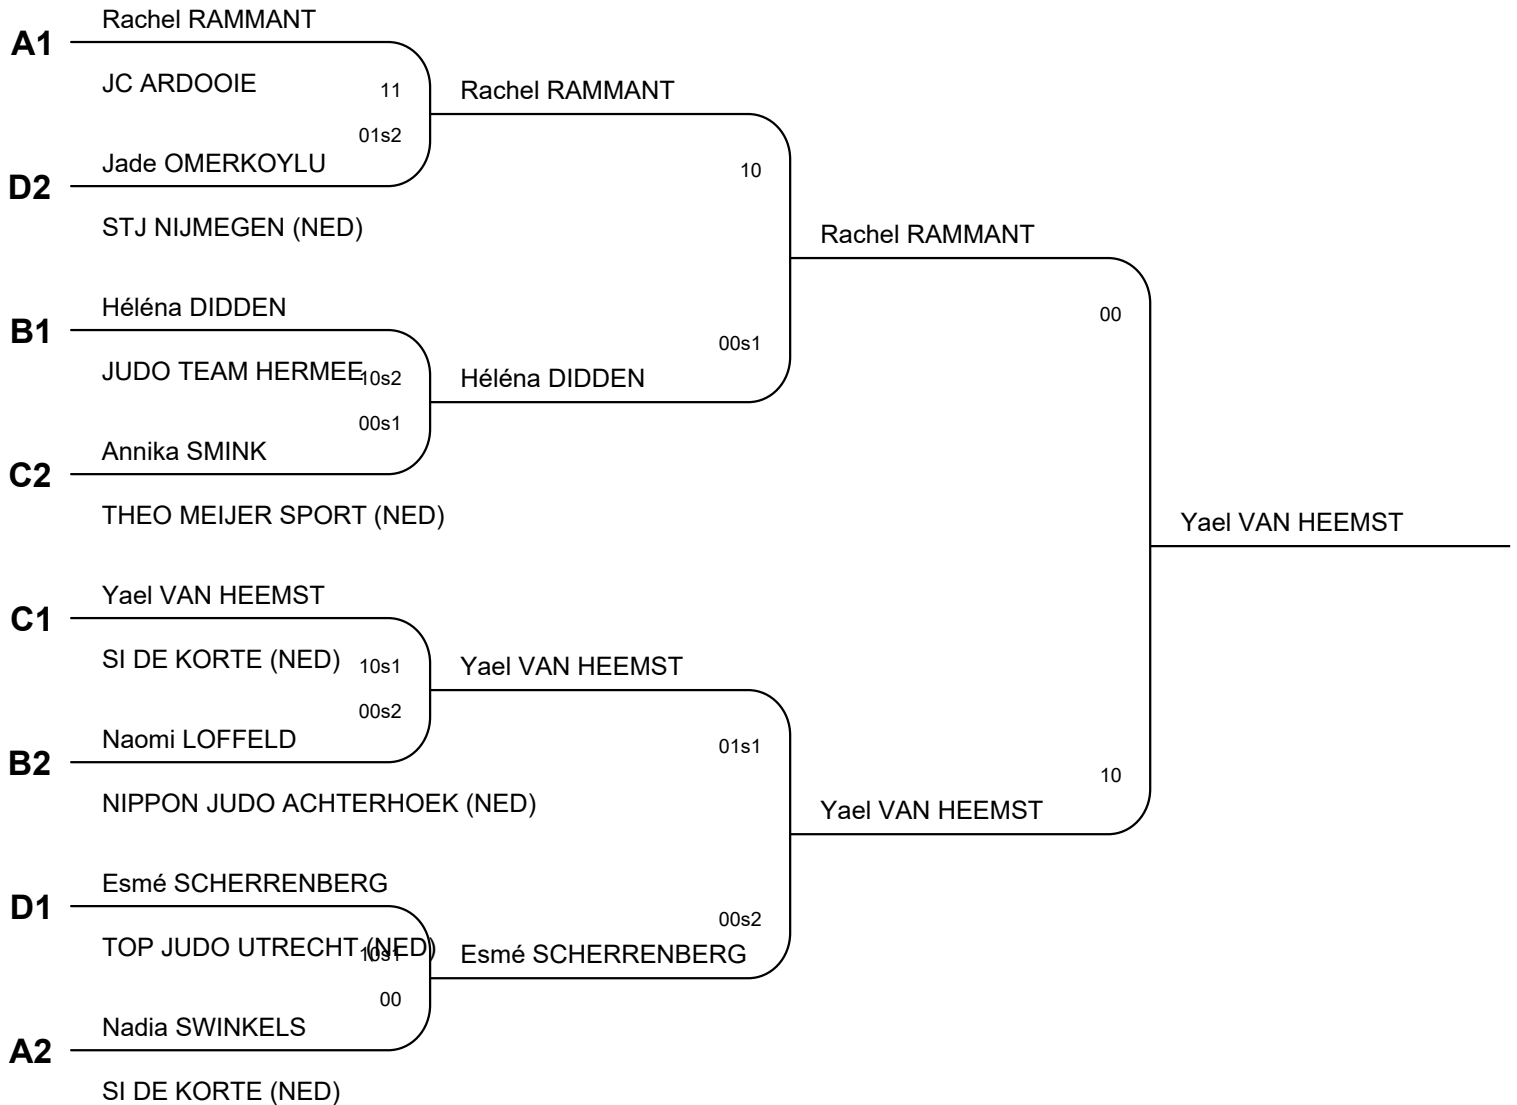 Rachel RAMMANT
A1
JC ARDOOIE
11
Rachel RAMMANT
01s2
Jade OMERKOYLU
10
D2
STJ NIJMEGEN (NED)
Rachel RAMMANT
Héléna DIDDEN
00
B1
00s1
JUDO TEAM HERMEE
10s2
Héléna DIDDEN
00s1
Annika SMINK
C2
THEO MEIJER SPORT (NED)
Yael VAN HEEMST
Yael VAN HEEMST
C1
SI DE KORTE (NED)
10s1
Yael VAN HEEMST
00s2
Naomi LOFFELD
01s1
B2
10
NIPPON JUDO ACHTERHOEK (NED)
Yael VAN HEEMST
Esmé SCHERRENBERG
D1
00s2
TOP JUDO UTRECHT (NED)
10s1
Esmé SCHERRENBERG
00
Nadia SWINKELS
A2
SI DE KORTE (NED)